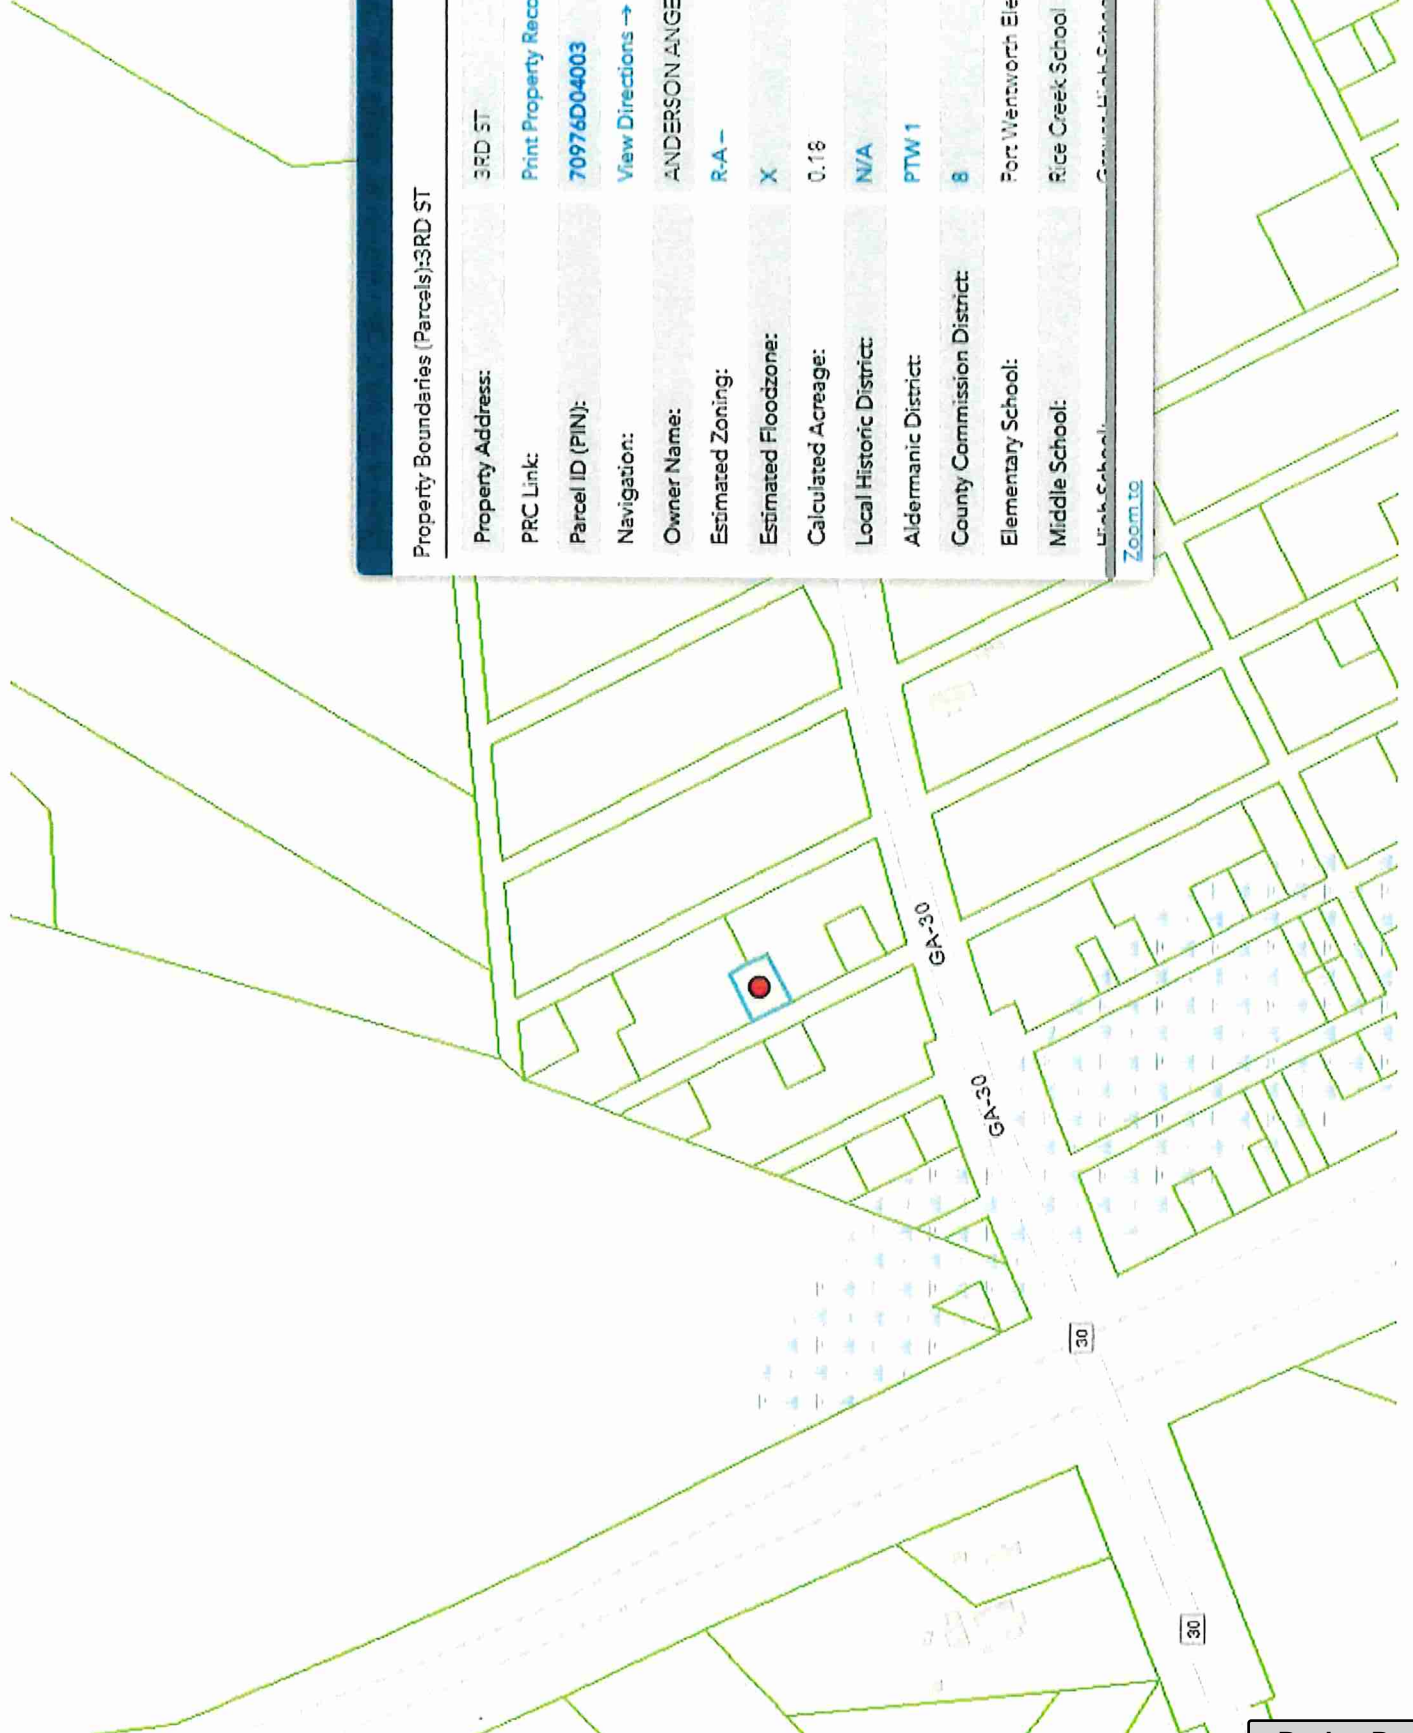 Property Boundaries (Parcels):3RD ST
Property Address: 3RD ST
PRC Link: Print Property Reco
Parcel ID (PIN): 70976D04003
Navigation: View Directions →
Owner Name: ANDERSON ANGE
Estimated Zoning: R-A –
Estimated Floodzone: X
Calculated Acreage: 0.18
Local Historic District: N/A
Aldermanic District: PTW 1
County Commission District: 8
Elementary School: Port Wentworth Ele
Middle School: Rice Creek School
High School:
Zoom to
GA-30
GA-30
30
30